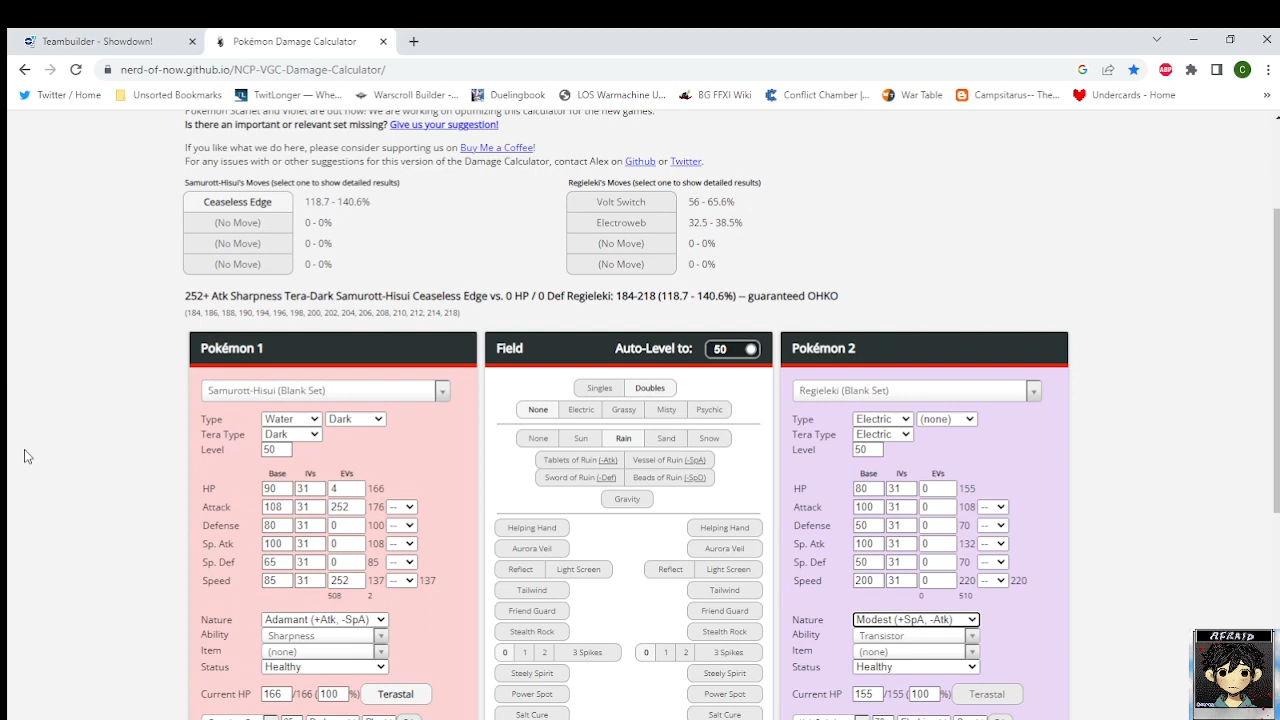 Teambuilder - Showdown!
Pokémon Damage Calculator
nerd-of-now.github.io/NCP-VGC-Damage-Calculator/
Twitter / Home
Unsorted Bookmarks
TwitLonger — Whe...
Warscroll Builder -...
Duelingbook
LOS Warmachine U...
BG FFXI Wiki
Conflict Chamber |...
War Table
Campsitarus-- The...
Undercards - Home
»
Pokémon Scarlet and Violet are out now! We are working on optimizing this calculator for the new games.
Is there an important or relevant set missing? Give us your suggestion!
If you like what we do here, please consider supporting us on Buy Me a Coffee!
For any issues with or other suggestions for this version of the Damage Calculator, contact Alex on Github or Twitter.
Samurott-Hisui's Moves (select one to show detailed results)
Regieleki's Moves (select one to show detailed results)
Ceaseless Edge 118.7 - 140.6%
(No Move) 0 - 0%
(No Move) 0 - 0%
(No Move) 0 - 0%
Volt Switch 56 - 65.6%
Electroweb 32.5 - 38.5%
(No Move) 0 - 0%
(No Move) 0 - 0%
252+ Atk Sharpness Tera-Dark Samurott-Hisui Ceaseless Edge vs. 0 HP / 0 Def Regieleki: 184-218 (118.7 - 140.6%) -- guaranteed OHKO
(184, 186, 188, 190, 194, 196, 198, 200, 202, 204, 206, 208, 210, 212, 214, 218)
Pokémon 1
Samurott-Hisui (Blank Set)
Type Water Dark
Tera Type Dark
Level 50
Base IVs EVs
HP 90 31 4 166
Attack 108 31 252 176 --
Defense 80 31 0 100 --
Sp. Atk 100 31 0 108 --
Sp. Def 65 31 0 85 --
Speed 85 31 252 137 -- 137
508 2
Nature Adamant (+Atk, -SpA)
Ability Sharpness
Item (none)
Status Healthy
Current HP 166 /166 (100 %) Terastal
Field Auto-Level to: 50
Singles Doubles
None Electric Grassy Misty Psychic
None Sun Rain Sand Snow
Tablets of Ruin (-Atk) Vessel of Ruin (-SpA)
Sword of Ruin (-Def) Beads of Ruin (-SpD)
Gravity
Helping Hand Helping Hand
Aurora Veil Aurora Veil
Reflect Light Screen Reflect Light Screen
Tailwind Tailwind
Friend Guard Friend Guard
Stealth Rock Stealth Rock
0 1 2 3 Spikes 0 1 2 3 Spikes
Steely Spirit Steely Spirit
Power Spot Power Spot
Salt Cure Salt Cure
Pokémon 2
Regieleki (Blank Set)
Type Electric (none)
Tera Type Electric
Level 50
Base IVs EVs
HP 80 31 0 155
Attack 100 31 0 108 --
Defense 50 31 0 70 --
Sp. Atk 100 31 0 132 --
Sp. Def 50 31 0 70 --
Speed 200 31 0 220 -- 220
0 510
Nature Modest (+SpA, -Atk)
Ability Transistor
Item (none)
Status Healthy
Current HP 155 /155 (100 %) Terastal
AFRAID